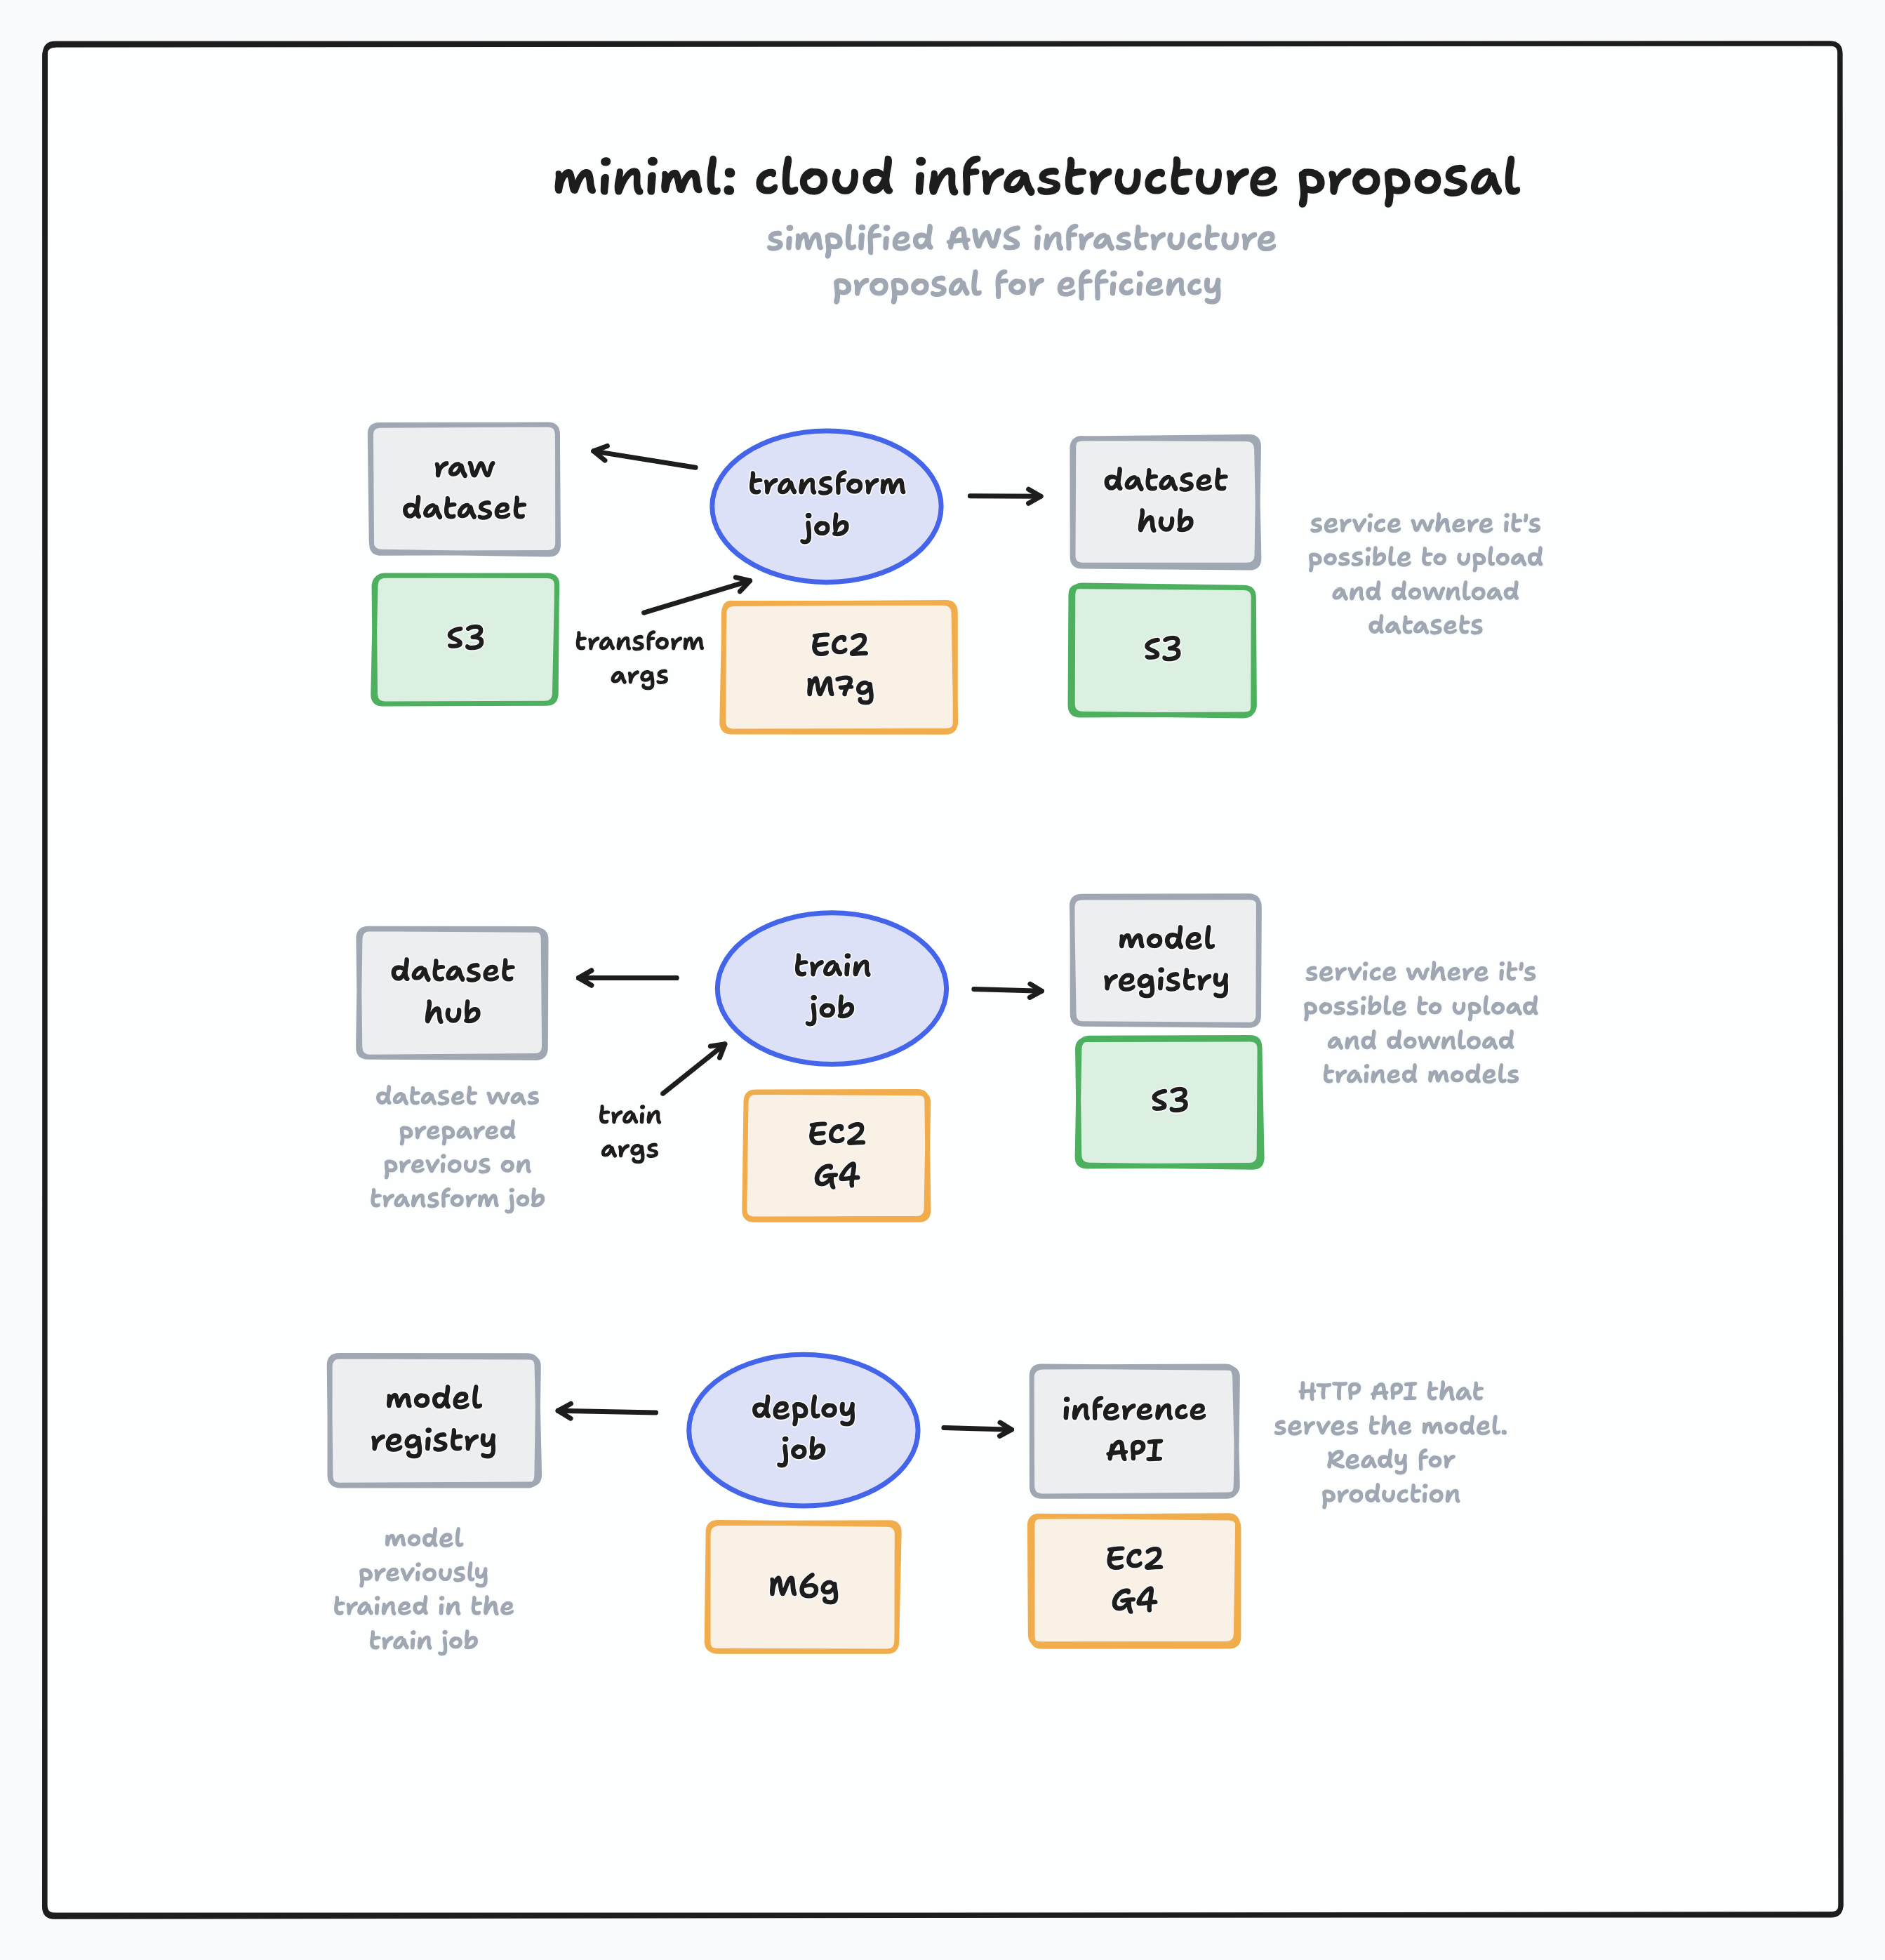 miniml: cloud infrastructure proposal
simplified AWS infrastructure
proposal for efficiency
raw
dataset
S3
transform
args
transform
job
EC2
M7g
dataset
hub
S3
service where it's
possible to upload
and download
datasets
dataset
hub
dataset was
prepared
previous on
transform job
train
args
train
job
EC2
G4
model
registry
S3
service where it's
possible to upload
and download
trained models
model
registry
model
previously
trained in the
train job
deploy
job
M6g
inference
API
EC2
G4
HTTP API that
serves the model.
Ready for
production